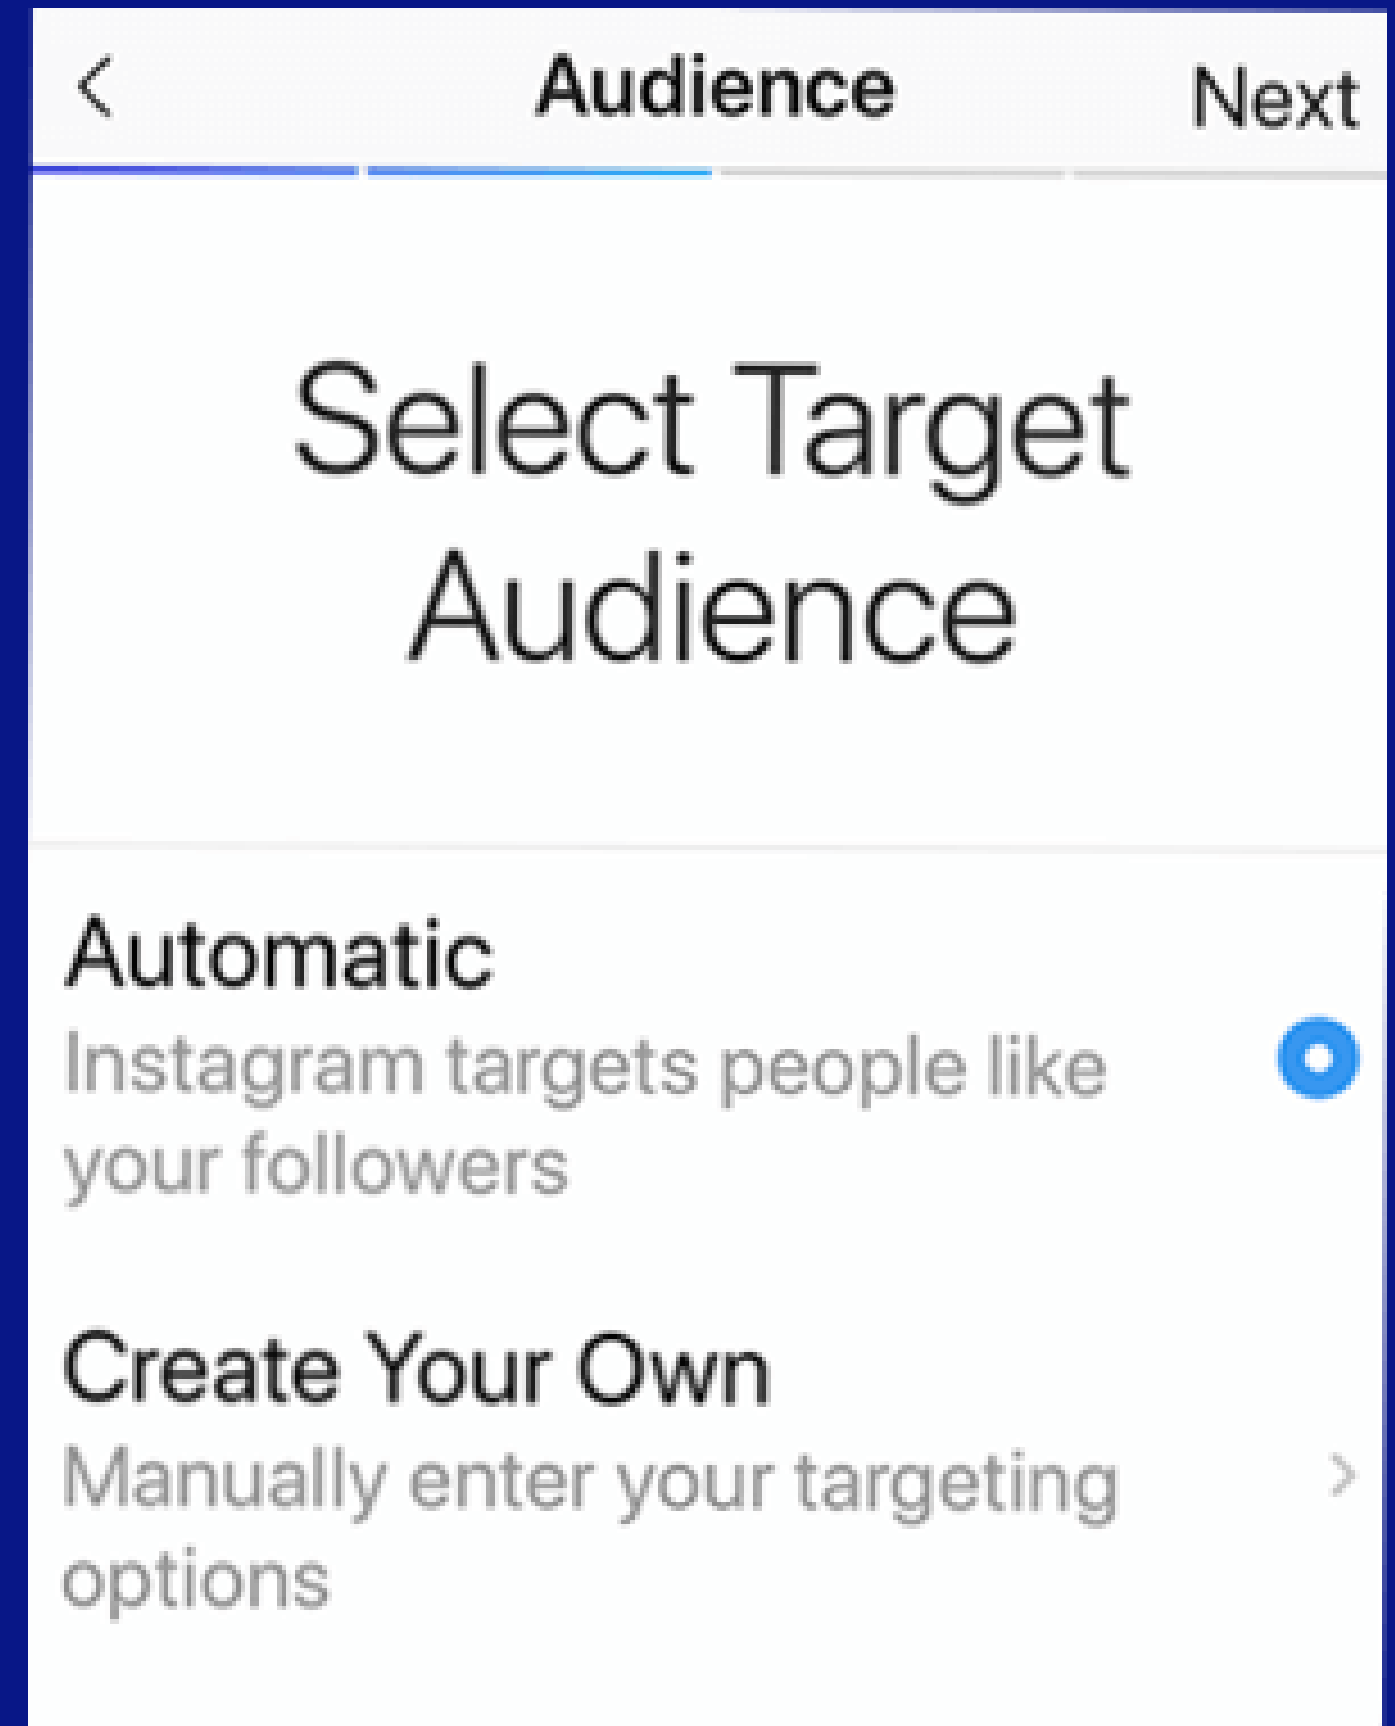 Audience
Next
Select Target
Audience
Automatic
Instagram targets people like
your followers
Create Your Own
Manually enter your targeting
options